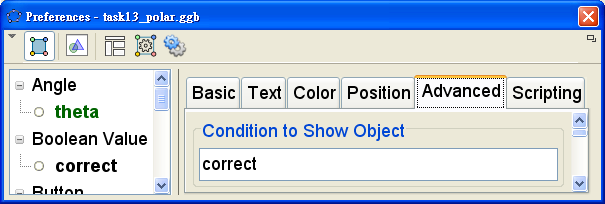 Preferences - task13_polar.ggb
Angle
theta
Boolean Value
correct
Button
Basic Text Color Position Advanced Scripting
Condition to Show Object
correct